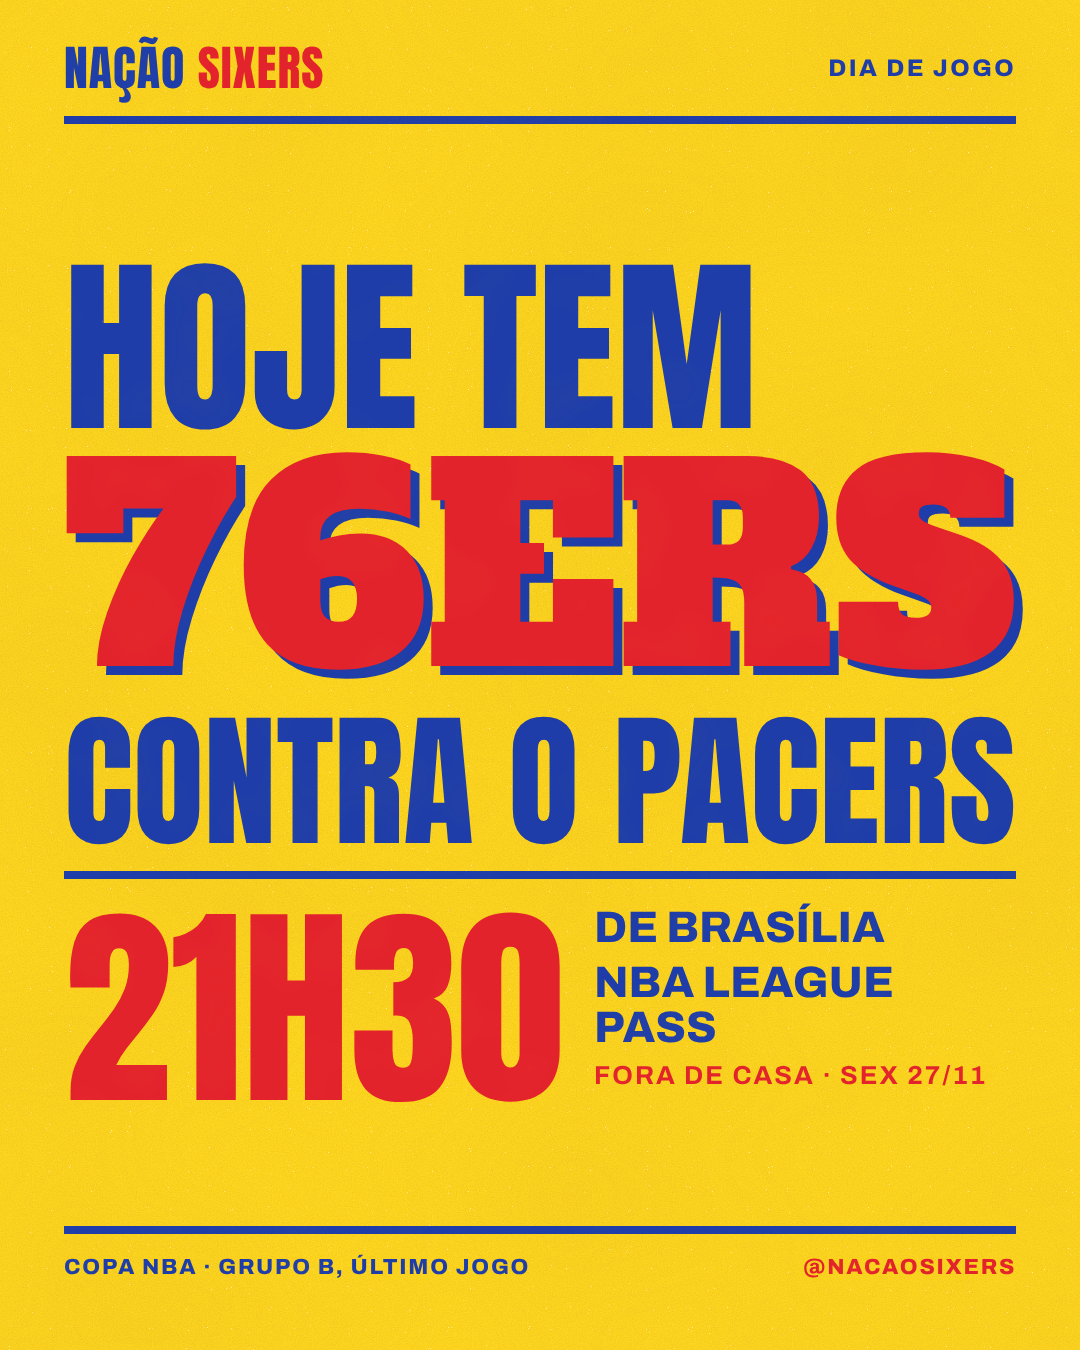 NAÇÃO SIXERS
DIA DE JOGO
HOJE TEM
76ERS
CONTRA O PACERS
21H30
DE BRASÍLIA
NBA LEAGUE
PASS
FORA DE CASA · SEX 27/11
COPA NBA · GRUPO B, ÚLTIMO JOGO
@NACAOSIXERS